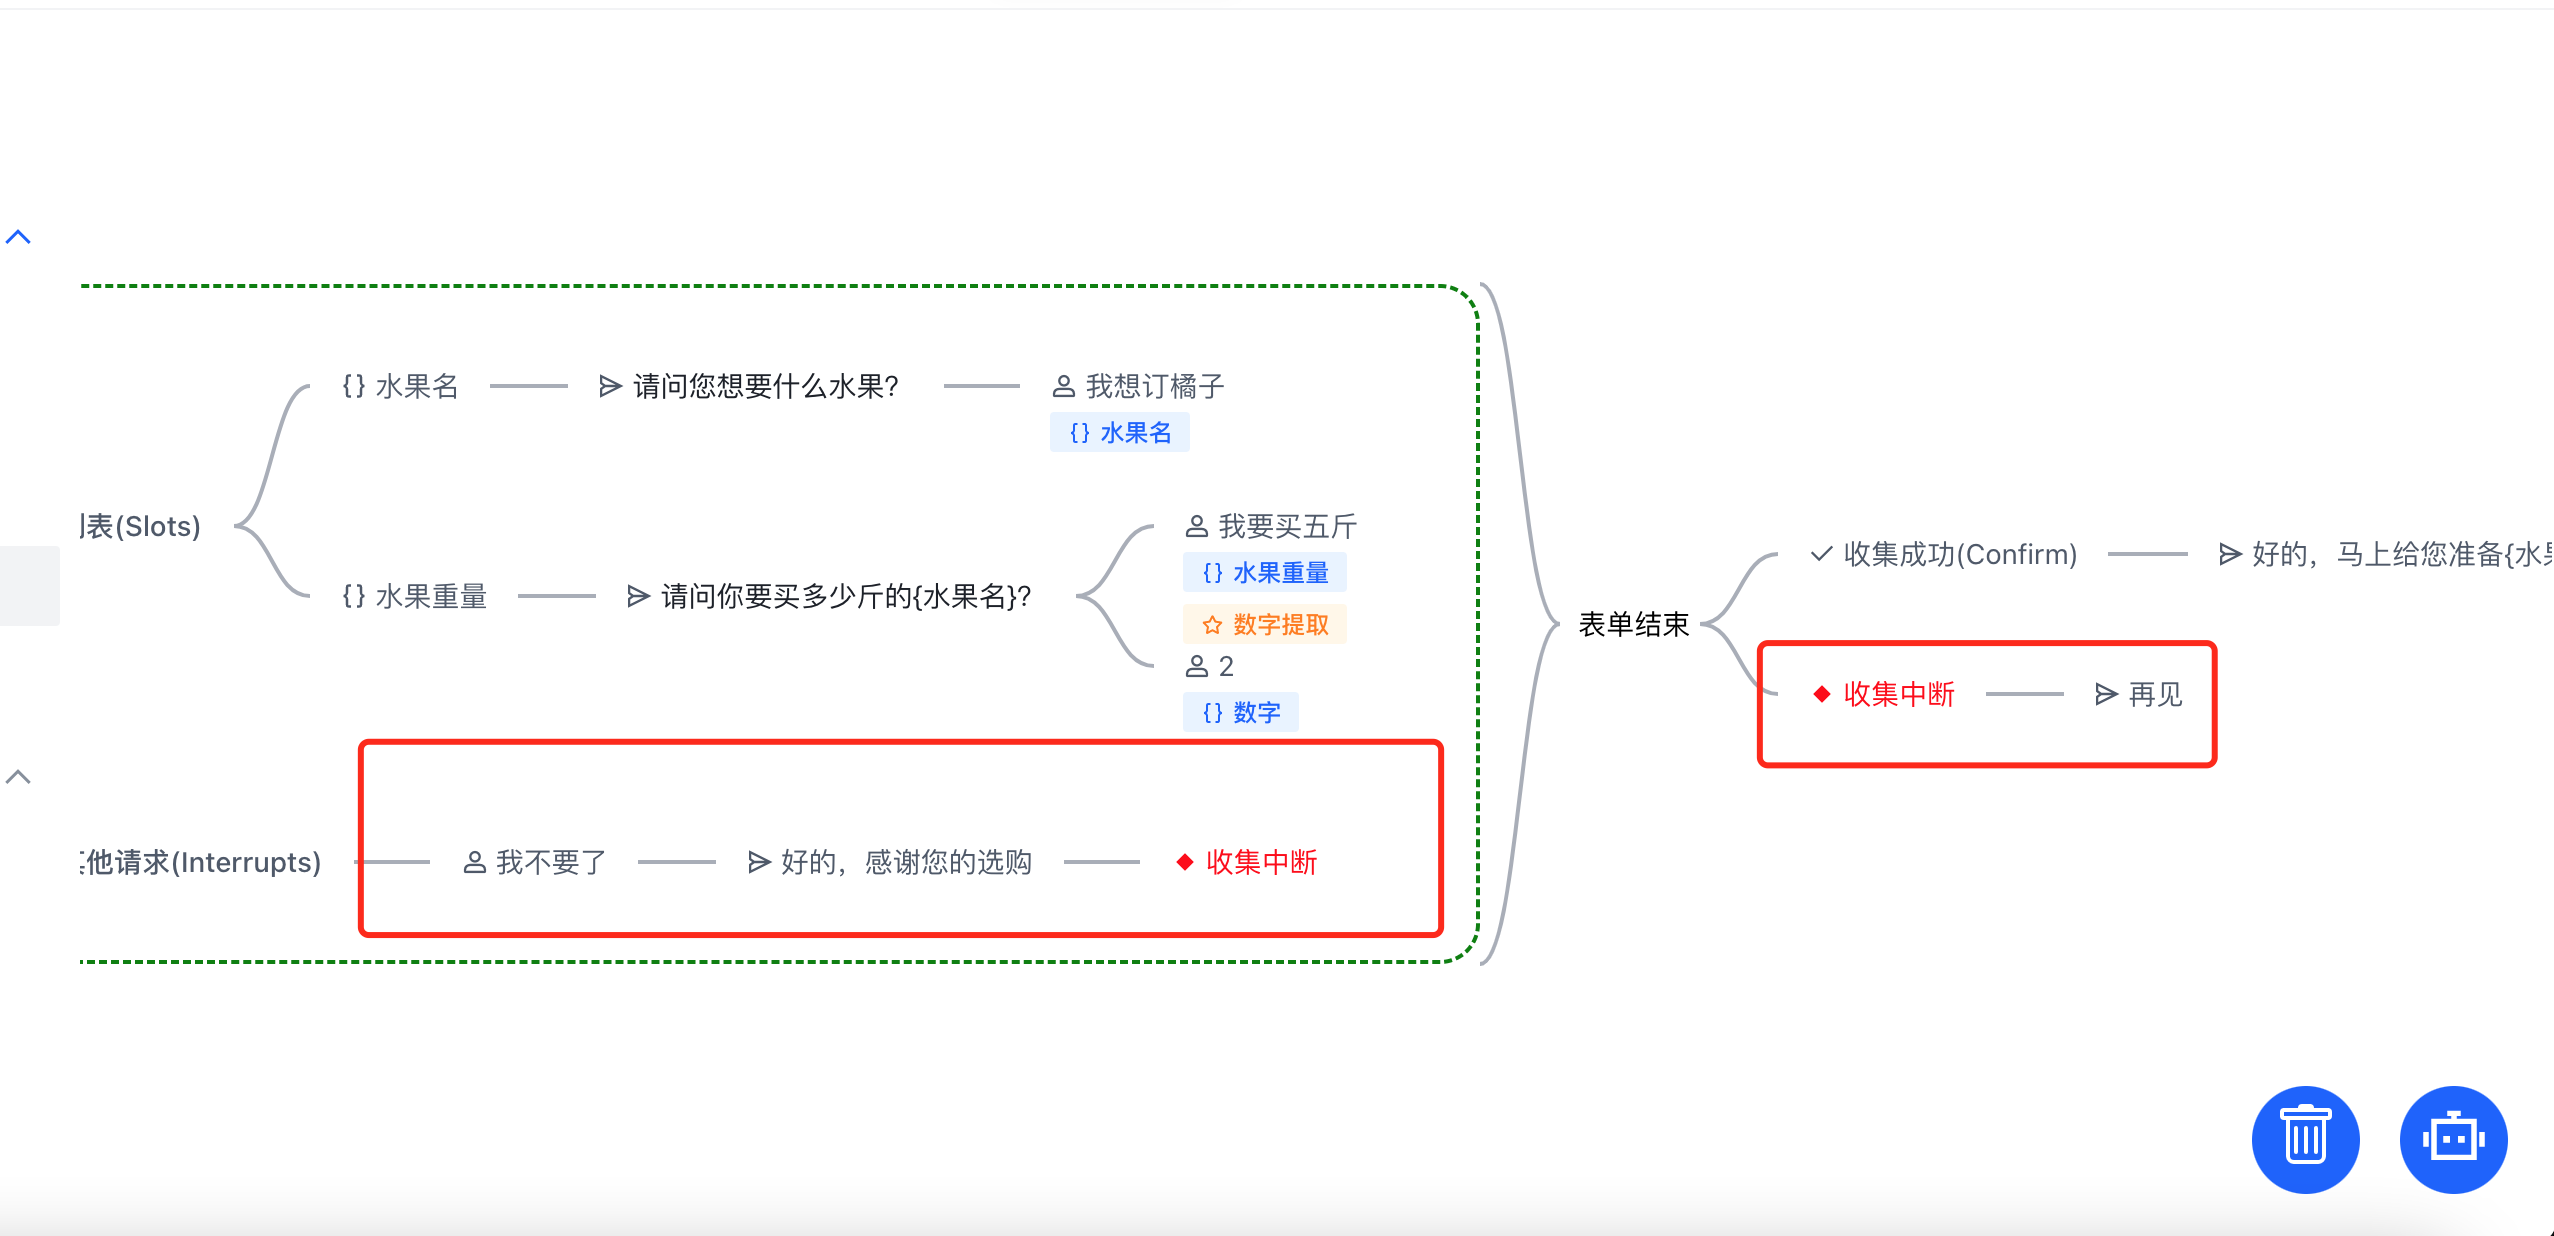 水果名
请问您想要什么水果?
我想订橘子
水果名
表(Slots)
水果重量
请问你要买多少斤的{水果名}?
我要买五斤
水果重量
数字提取
2
数字
他请求(Interrupts)
我不要了
好的，感谢您的选购
收集中断
表单结束
收集成功(Confirm)
好的，马上给您准备{水果
收集中断
再见